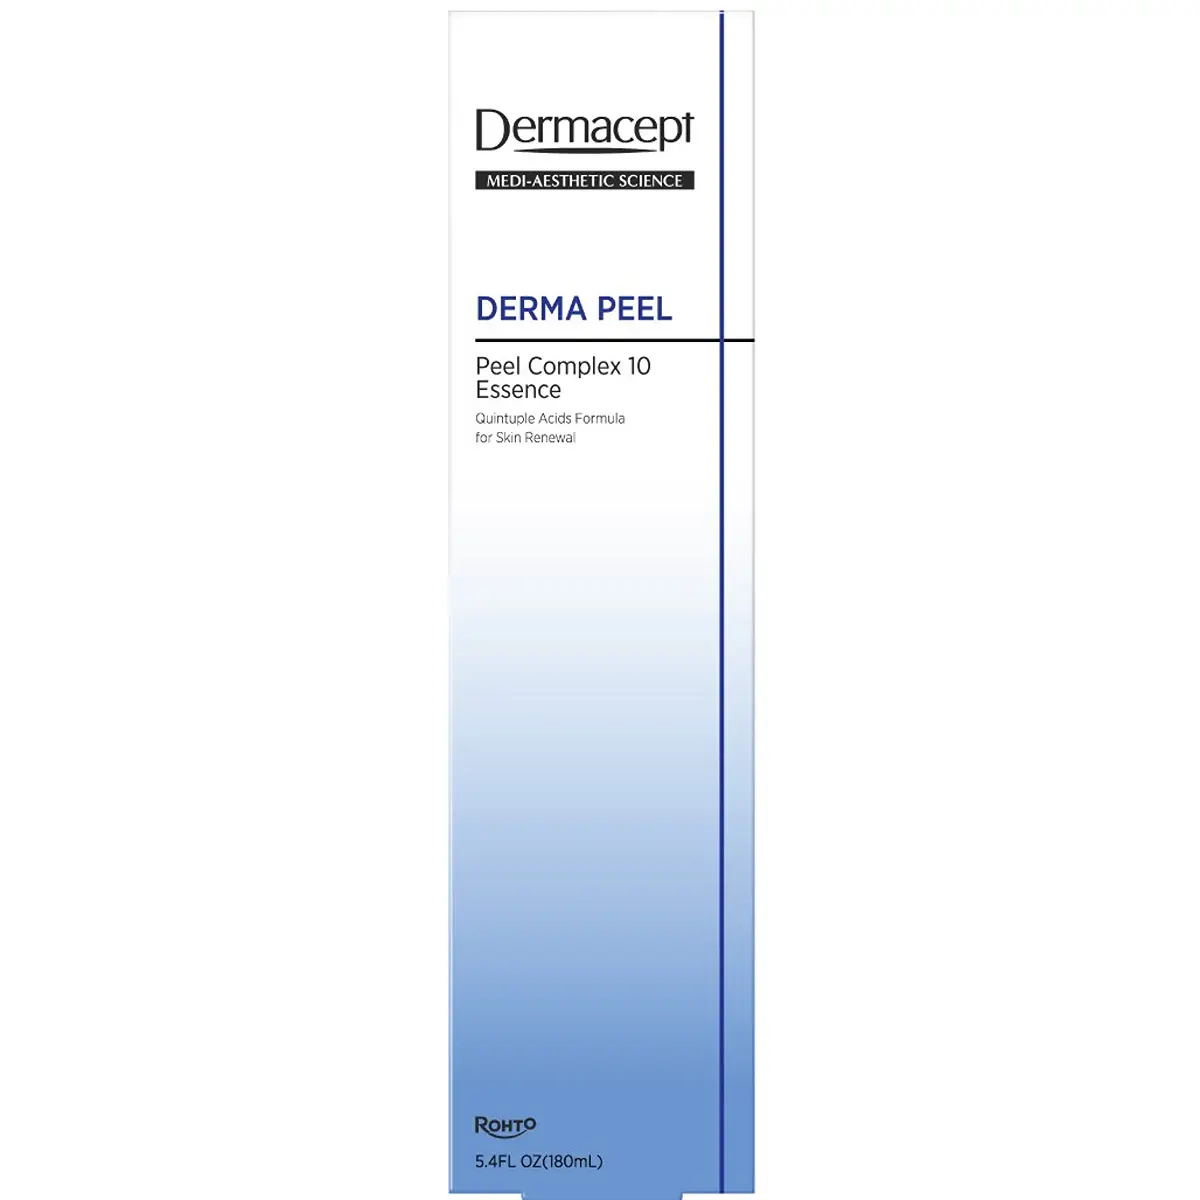 Dermacept
MEDI-AESTHETIC SCIENCE
DERMA PEEL
Peel Complex 10
Essence
Quintuple Acids Formula
for Skin Renewal
ROHTO
5.4FL OZ(180mL)